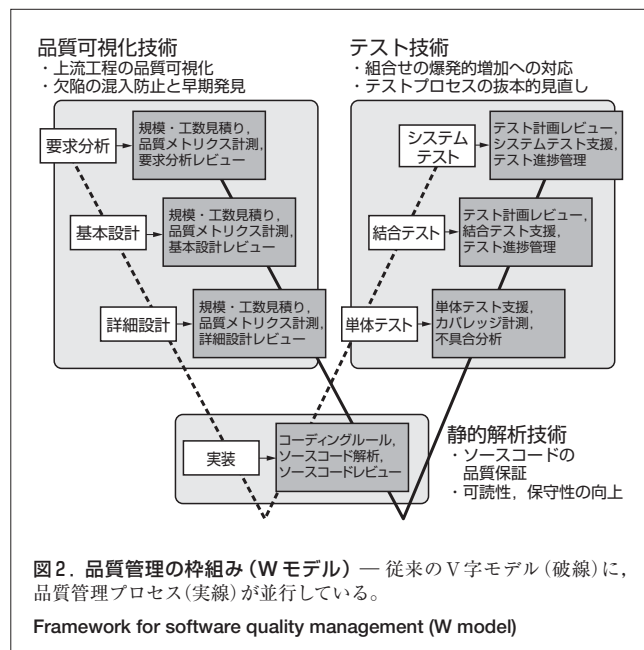 品質可視化技術
・上流工程の品質可視化
・欠陥の混入防止と早期発見
テスト技術
・組合せの爆発的増加への対応
・テストプロセスの抜本的見直し
要求分析
規模・工数見積り,
品質メトリクス計測,
要求分析レビュー
システム
テスト
テスト計画レビュー,
システムテスト支援,
テスト進捗管理
基本設計
規模・工数見積り,
品質メトリクス計測,
基本設計レビュー
結合テスト
テスト計画レビュー,
結合テスト支援,
テスト進捗管理
詳細設計
規模・工数見積り,
品質メトリクス計測,
詳細設計レビュー
単体テスト
単体テスト支援,
カバレッジ計測,
不具合分析
実装
コーディングルール,
ソースコード解析,
ソースコードレビュー
静的解析技術
・ソースコードの
品質保証
・可読性，保守性の向上
図2．品質管理の枠組み（W モデル）— 従来のV字モデル（破線）に，
品質管理プロセス（実線）が並行している。
Framework for software quality management (W model)